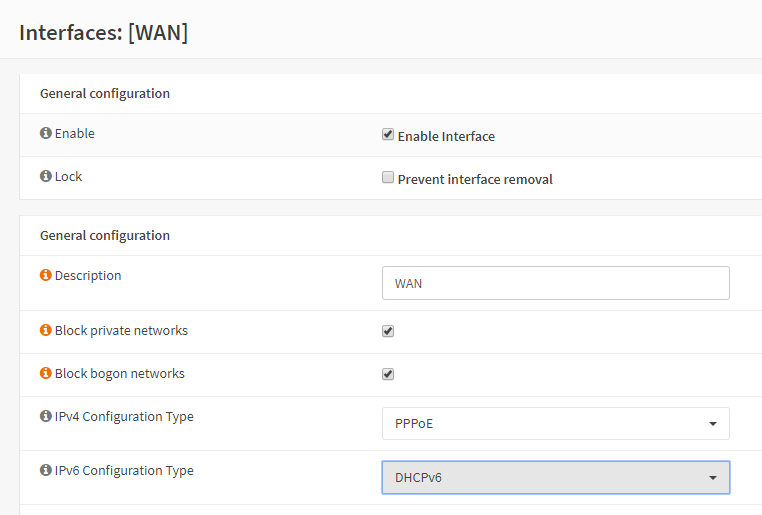 Interfaces: [WAN]
General configuration
Enable
Enable Interface
Lock
Prevent interface removal
General configuration
Description
WAN
Block private networks
Block bogon networks
IPv4 Configuration Type
PPPoE
IPv6 Configuration Type
DHCPv6